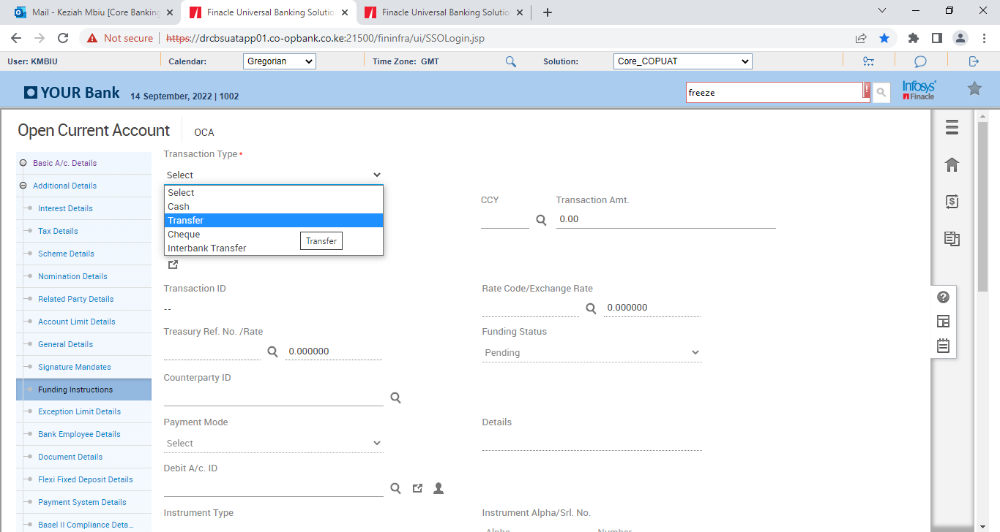 Mail - Keziah Mbiu [Core Banking
Finacle Universal Banking Solutio
Finacle Universal Banking Solutio
Not secure
https://drcbsuatapp01.co-opbank.co.ke:21500/fininfra/ui/SSOLogin.jsp
User: KMBIU
Calendar:
Gregorian
Time Zone: GMT
Solution:
Core_COPUAT
YOUR Bank
14 September, 2022 | 1002
freeze
Infosys
Finacle
Open Current Account
OCA
Basic A/c. Details
Additional Details
Interest Details
Tax Details
Scheme Details
Nomination Details
Related Party Details
Account Limit Details
General Details
Signature Mandates
Funding Instructions
Exception Limit Details
Bank Employee Details
Document Details
Flexi Fixed Deposit Details
Payment System Details
Basel II Compliance Deta...
Transaction Type *
Select
Select
Cash
Transfer
Cheque
Interbank Transfer
Transfer
CCY
Transaction Amt.
0.00
Transaction ID
--
Rate Code/Exchange Rate
0.000000
Treasury Ref. No. /Rate
0.000000
Funding Status
Pending
Counterparty ID
Payment Mode
Select
Details
Debit A/c. ID
Instrument Type
Instrument Alpha/Srl. No.
Alpha
Number